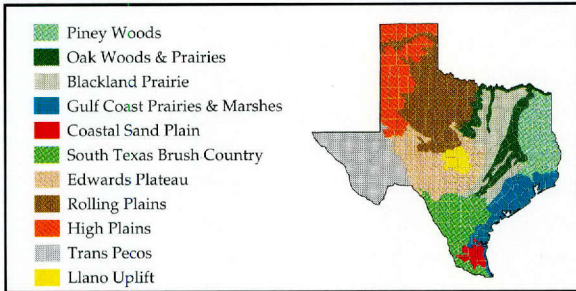 Piney Woods
Oak Woods & Prairies
Blackland Prairie
Gulf Coast Prairies & Marshes
Coastal Sand Plain
South Texas Brush Country
Edwards Plateau
Rolling Plains
High Plains
Trans Pecos
Llano Uplift